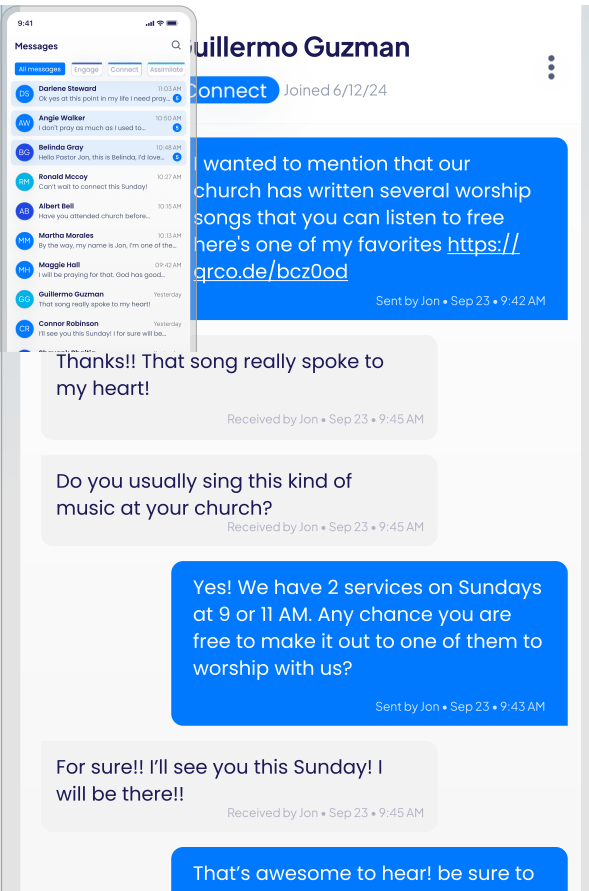 9:41
Messages
All messages
Engage
Connect
Assimilate
DS
Darlene Steward
11:03 AM
Ok yes at this point in my life I need pray...
AW
Angie Walker
10:50 AM
I don't pray as much as I used to...
BG
Belinda Gray
10:48 AM
Hello Pastor Jon, this is Belinda, I'd love...
RM
Ronald Mccoy
10:27 AM
Can't wait to connect this Sunday!
AB
Albert Bell
10:15 AM
Have you attended church before...
MM
Martha Morales
10:13 AM
By the way, my name is Jon, I'm one of the...
MH
Maggie Hall
09:42 AM
I will be praying for that. God has good...
GG
Guillermo Guzman
Yesterday
That song really spoke to my heart!
CR
Connor Robinson
Yesterday
I'll see you this Sunday! I for sure will be...
uillermo Guzman
Connect
Joined 6/12/24
I wanted to mention that our
church has written several worship
songs that you can listen to free
here's one of my favorites https://
qrco.de/bcz0od
Sent by Jon • Sep 23 • 9:42 AM
Thanks!! That song really spoke to
my heart!
Received by Jon • Sep 23 • 9:45 AM
Do you usually sing this kind of
music at your church?
Received by Jon • Sep 23 • 9:45 AM
Yes! We have 2 services on Sundays
at 9 or 11 AM. Any chance you are
free to make it out to one of them to
worship with us?
Sent by Jon • Sep 23 • 9:43 AM
For sure!! I'll see you this Sunday! I
will be there!!
Received by Jon • Sep 23 • 9:45 AM
That's awesome to hear! be sure to